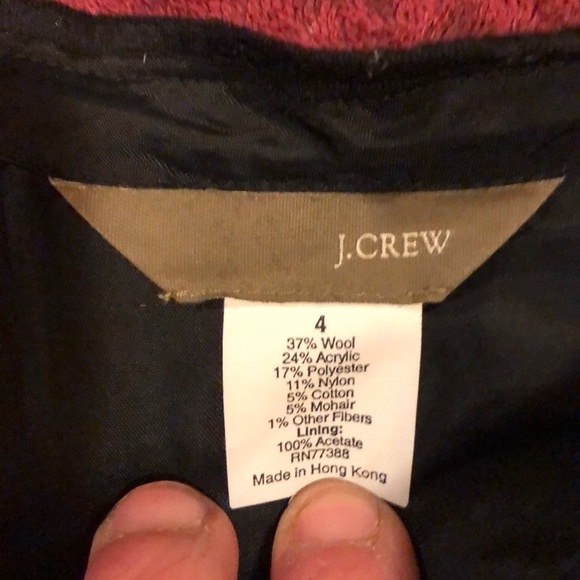 J.CREW
4
37% Wool
24% Acrylic
17% Polyester
11% Nylon
5% Cotton
5% Mohair
1% Other Fibers
Lining:
100% Acetate
RN77388
Made in Hong Kong